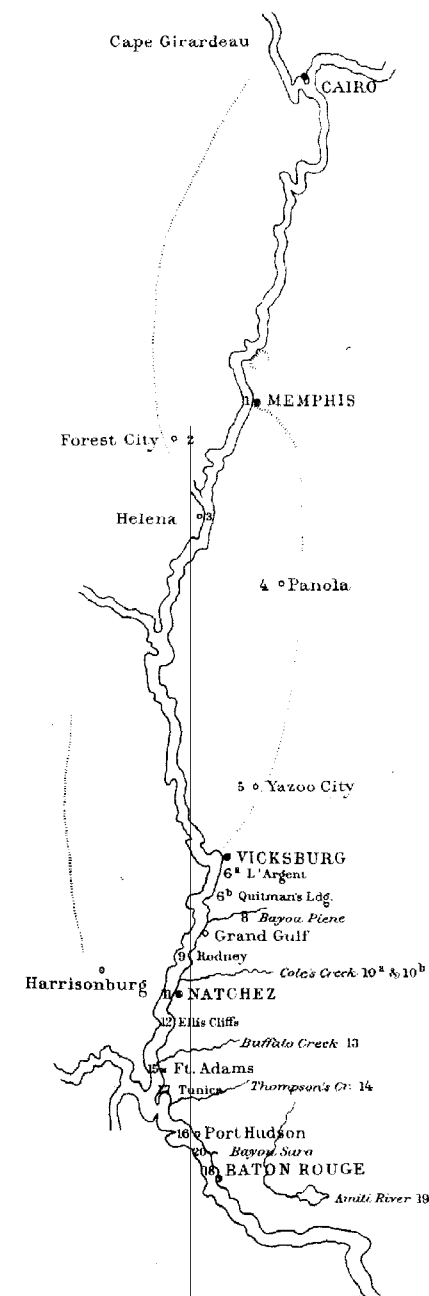 Cape Girardeau
CAIRO
1 MEMPHIS
Forest City 2
Helena 3
4 Panola
5 Yazoo City
VICKSBURG
6ª L'Argent
6ᵇ Quitman's Ldg.
8 Bayou Piene
Grand Gulf
9 Rodney
Cole's Creek 10ª & 10ᵇ
Harrisonburg
11 NATCHEZ
12 Ellis Cliffs
Buffalo Creek 13
15 Ft. Adams
17 Tunica
Thompson's Cr. 14
16 Port Hudson
20 Bayou Sara
18 BATON ROUGE
Amiti River 19